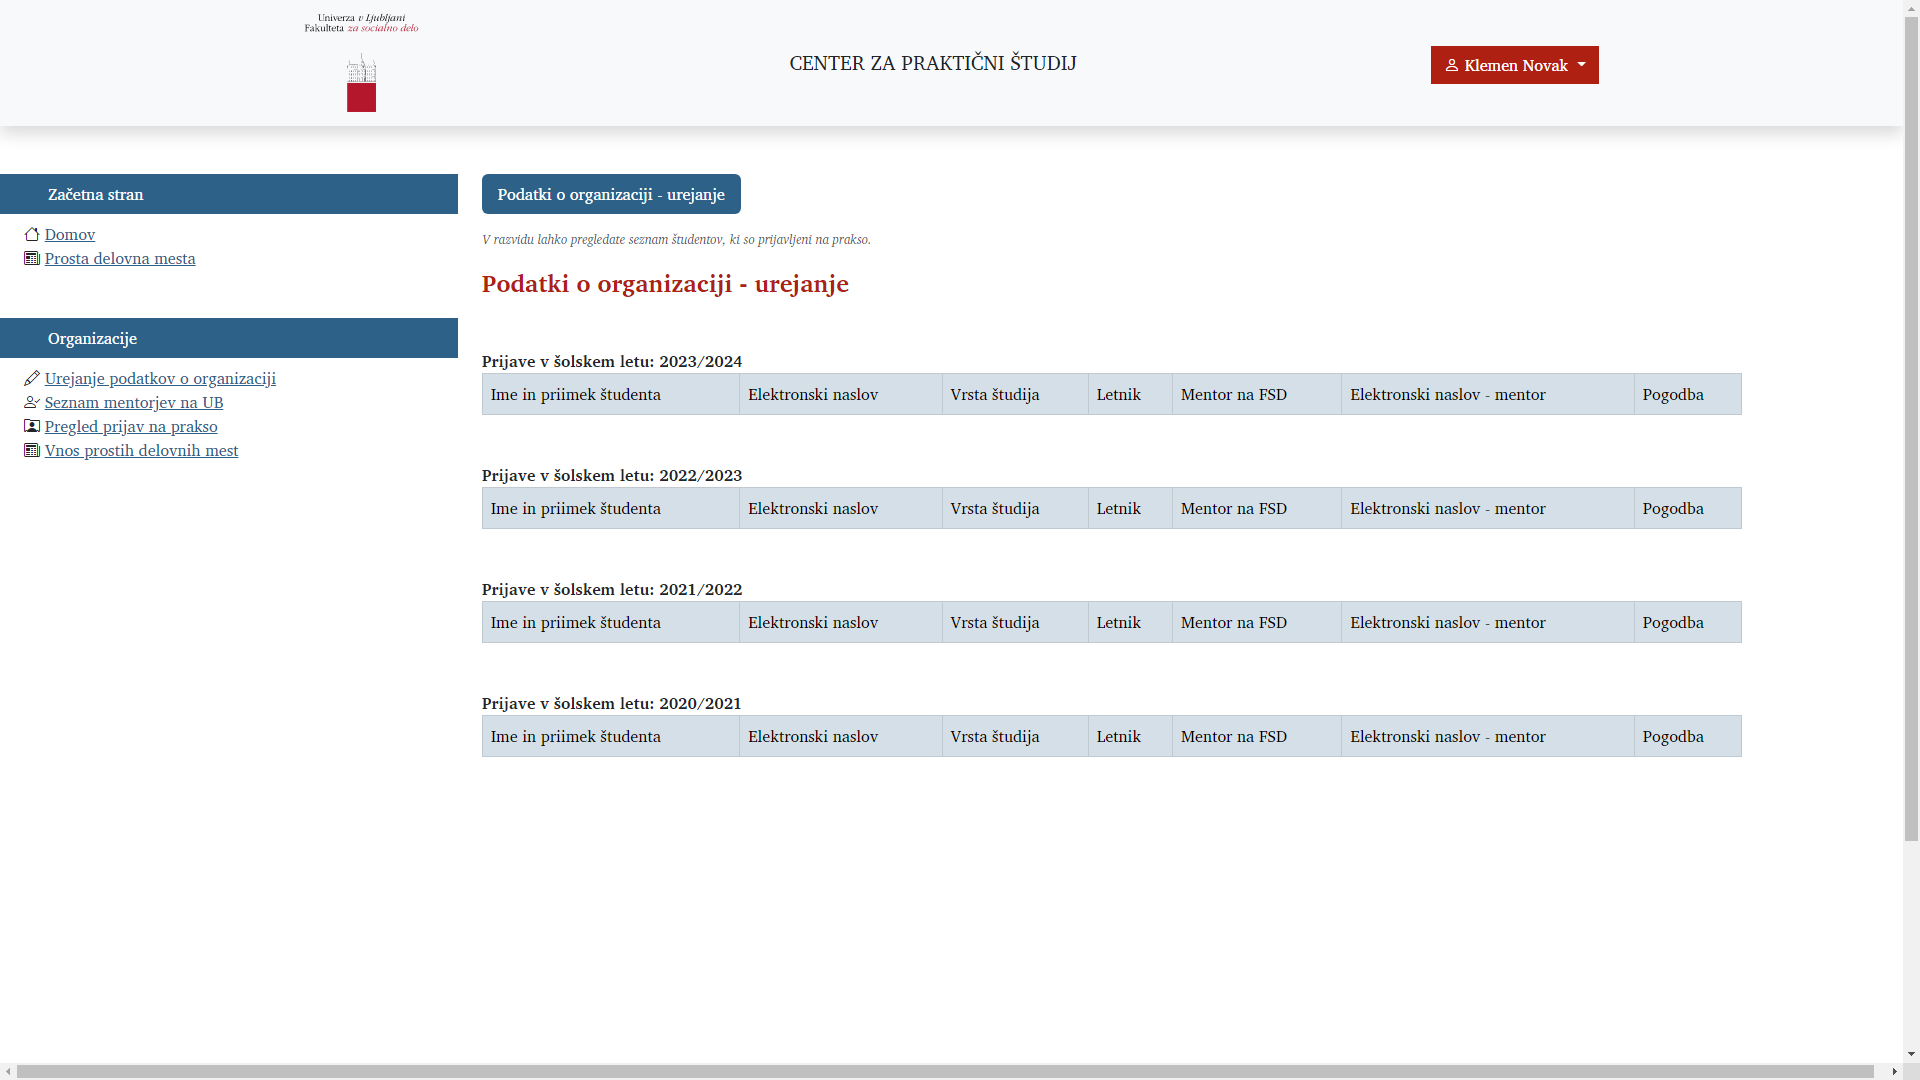 Univerza v Ljubljani
Fakulteta za socialno delo
CENTER ZA PRAKTIČNI ŠTUDIJ
Klemen Novak
Začetna stran
Domov
Prosta delovna mesta
Organizacije
Urejanje podatkov o organizaciji
Seznam mentorjev na UB
Pregled prijav na prakso
Vnos prostih delovnih mest
Podatki o organizaciji - urejanje
V razvidu lahko pregledate seznam študentov, ki so prijavljeni na prakso.
Podatki o organizaciji - urejanje
Prijave v šolskem letu: 2023/2024
Ime in priimek študenta Elektronski naslov Vrsta študija Letnik Mentor na FSD Elektronski naslov - mentor Pogodba
Prijave v šolskem letu: 2022/2023
Ime in priimek študenta Elektronski naslov Vrsta študija Letnik Mentor na FSD Elektronski naslov - mentor Pogodba
Prijave v šolskem letu: 2021/2022
Ime in priimek študenta Elektronski naslov Vrsta študija Letnik Mentor na FSD Elektronski naslov - mentor Pogodba
Prijave v šolskem letu: 2020/2021
Ime in priimek študenta Elektronski naslov Vrsta študija Letnik Mentor na FSD Elektronski naslov - mentor Pogodba